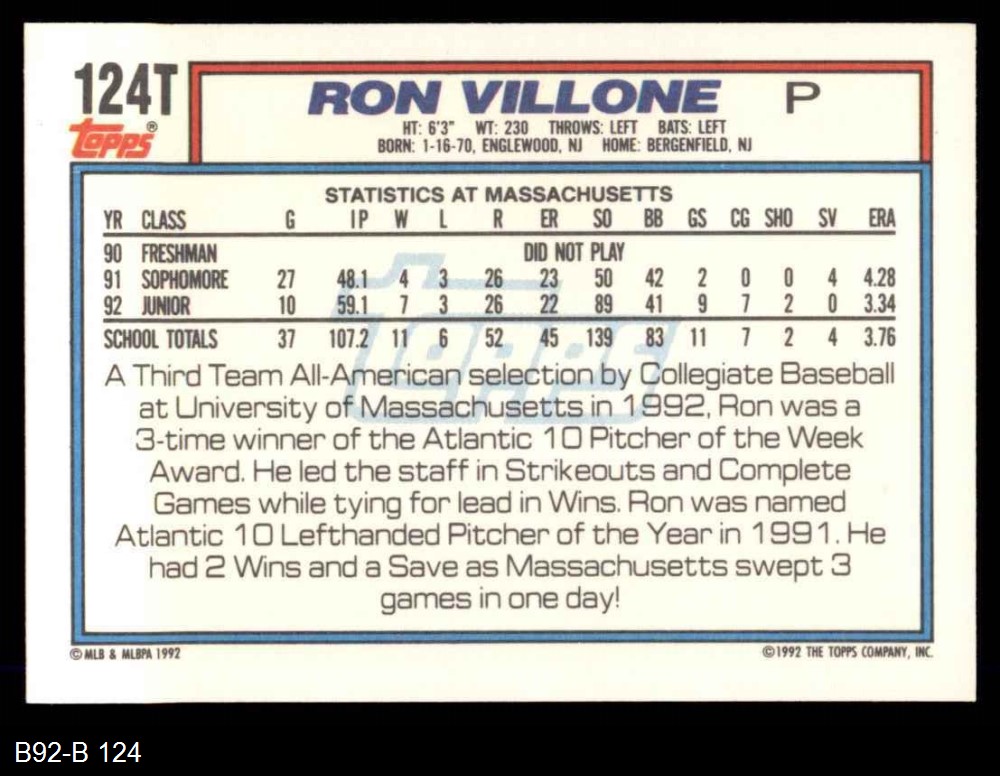 124T
topps®
RON VILLONE P
HT: 6'3" WT: 230 THROWS: LEFT BATS: LEFT
BORN: 1-16-70, ENGLEWOOD, NJ HOME: BERGENFIELD, NJ
STATISTICS AT MASSACHUSETTS
YR CLASS G IP W L R ER SO BB GS CG SHO SV ERA
90 FRESHMAN DID NOT PLAY
91 SOPHOMORE 27 48.1 4 3 26 23 50 42 2 0 0 4 4.28
92 JUNIOR 10 59.1 7 3 26 22 89 41 9 7 2 0 3.34
SCHOOL TOTALS 37 107.2 11 6 52 45 139 83 11 7 2 4 3.76
topps
A Third Team All-American selection by Collegiate Baseball
at University of Massachusetts in 1992, Ron was a
3-time winner of the Atlantic 10 Pitcher of the Week
Award. He led the staff in Strikeouts and Complete
Games while tying for lead in Wins. Ron was named
Atlantic 10 Lefthanded Pitcher of the Year in 1991. He
had 2 Wins and a Save as Massachusetts swept 3
games in one day!
© MLB & MLBPA 1992
©1992 THE TOPPS COMPANY, INC.
B92-B 124